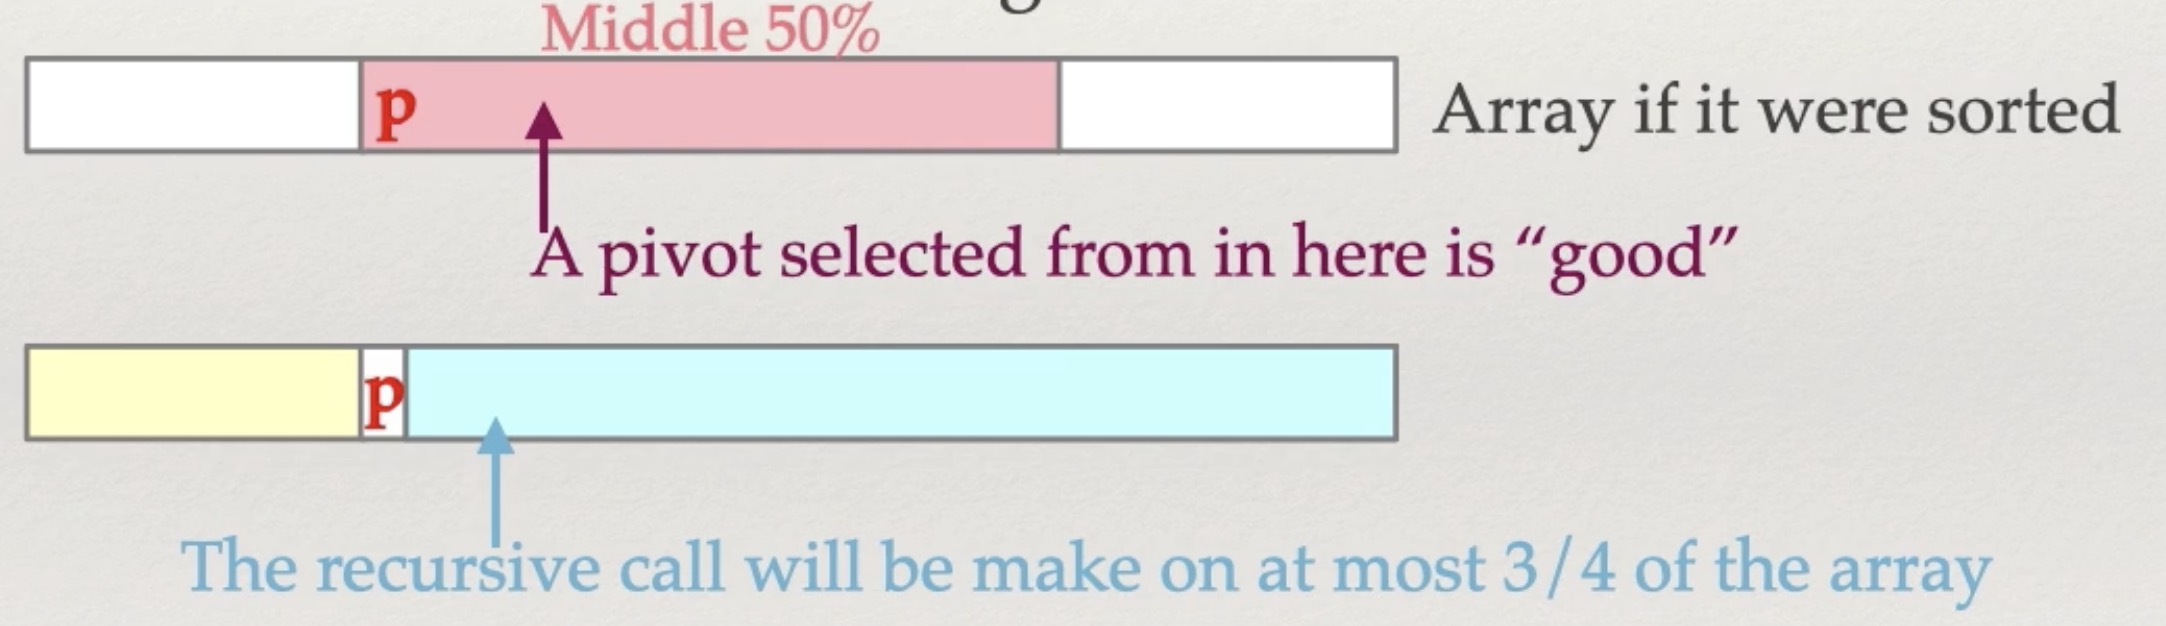 Middle 50%
p
Array if it were sorted
A pivot selected from in here is “good”
p
The recursive call will be make on at most 3/4 of the array